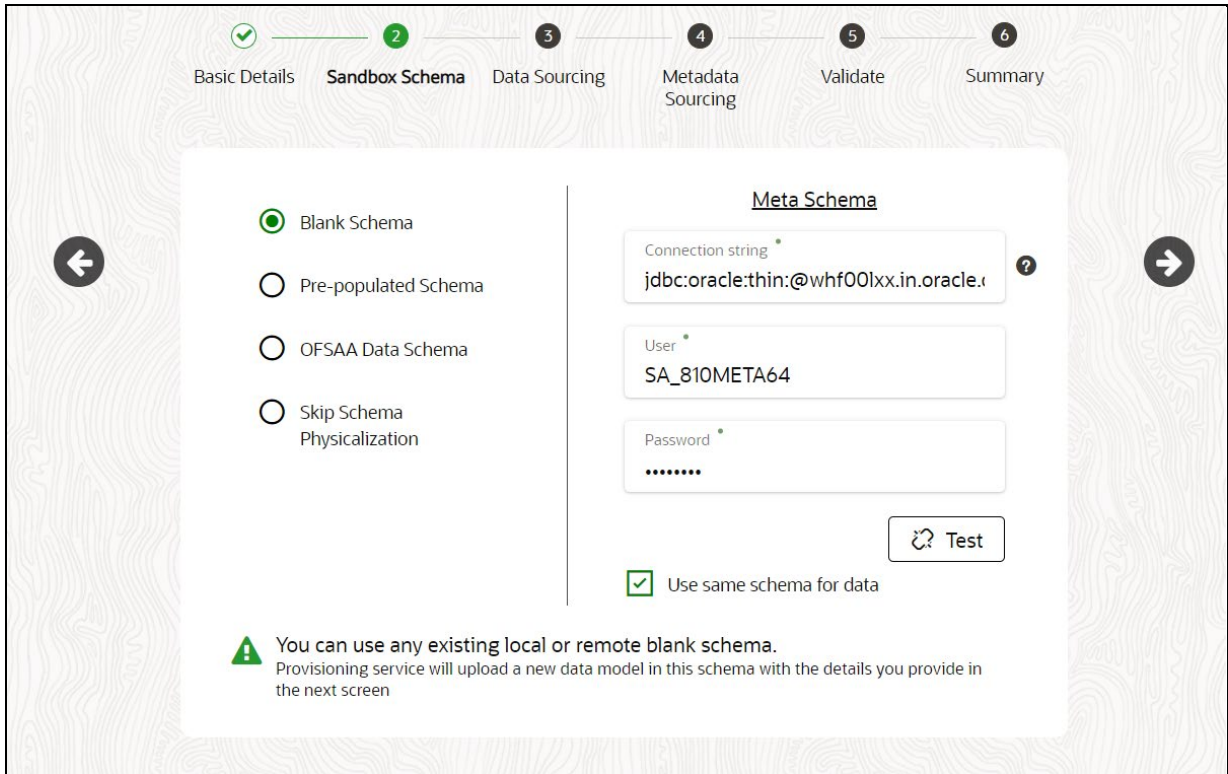 2
3
4
5
6
Basic Details
Sandbox Schema
Data Sourcing
Metadata
Sourcing
Validate
Summary
Blank Schema
Pre-populated Schema
OFSAA Data Schema
Skip Schema
Physicalization
Meta Schema
Connection string
jdbc:oracle:thin:@whf00lxx.in.oracle.
?
User
SA_810META64
Password
••••••••
Test
Use same schema for data
You can use any existing local or remote blank schema.
Provisioning service will upload a new data model in this schema with the details you provide in
the next screen